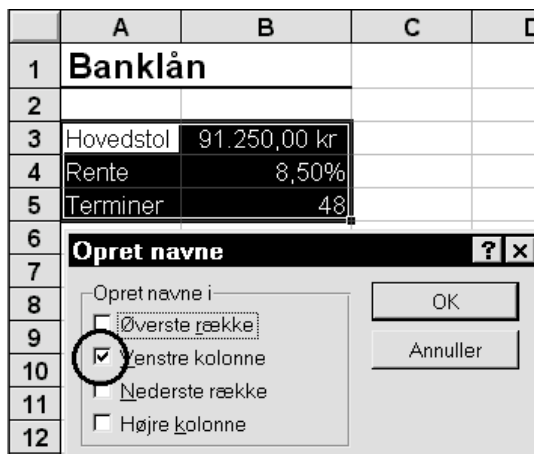 A B C D
1 Banklån
2
3 Hovedstol 91.250,00 kr
4 Rente 8,50%
5 Terminer 48
6
Opret navne ? ×
7
Opret navne i
8 OK
Øverste række
9
Venstre kolonne Annuller
10
Nederste række
11
Højre kolonne
12